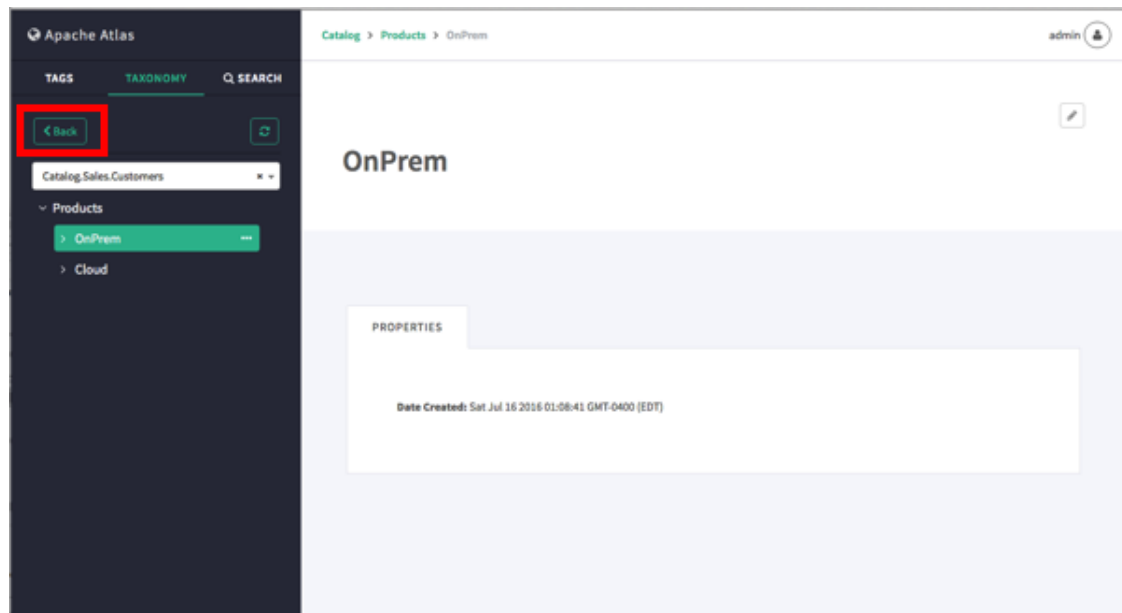 Apache Atlas
Catalog > Products > OnPrem
admin
TAGS TAXONOMY SEARCH
Back
Catalog.Sales.Customers
Products
OnPrem
Cloud
OnPrem
PROPERTIES
Date Created: Sat Jul 16 2016 01:08:41 GMT-0400 (EDT)